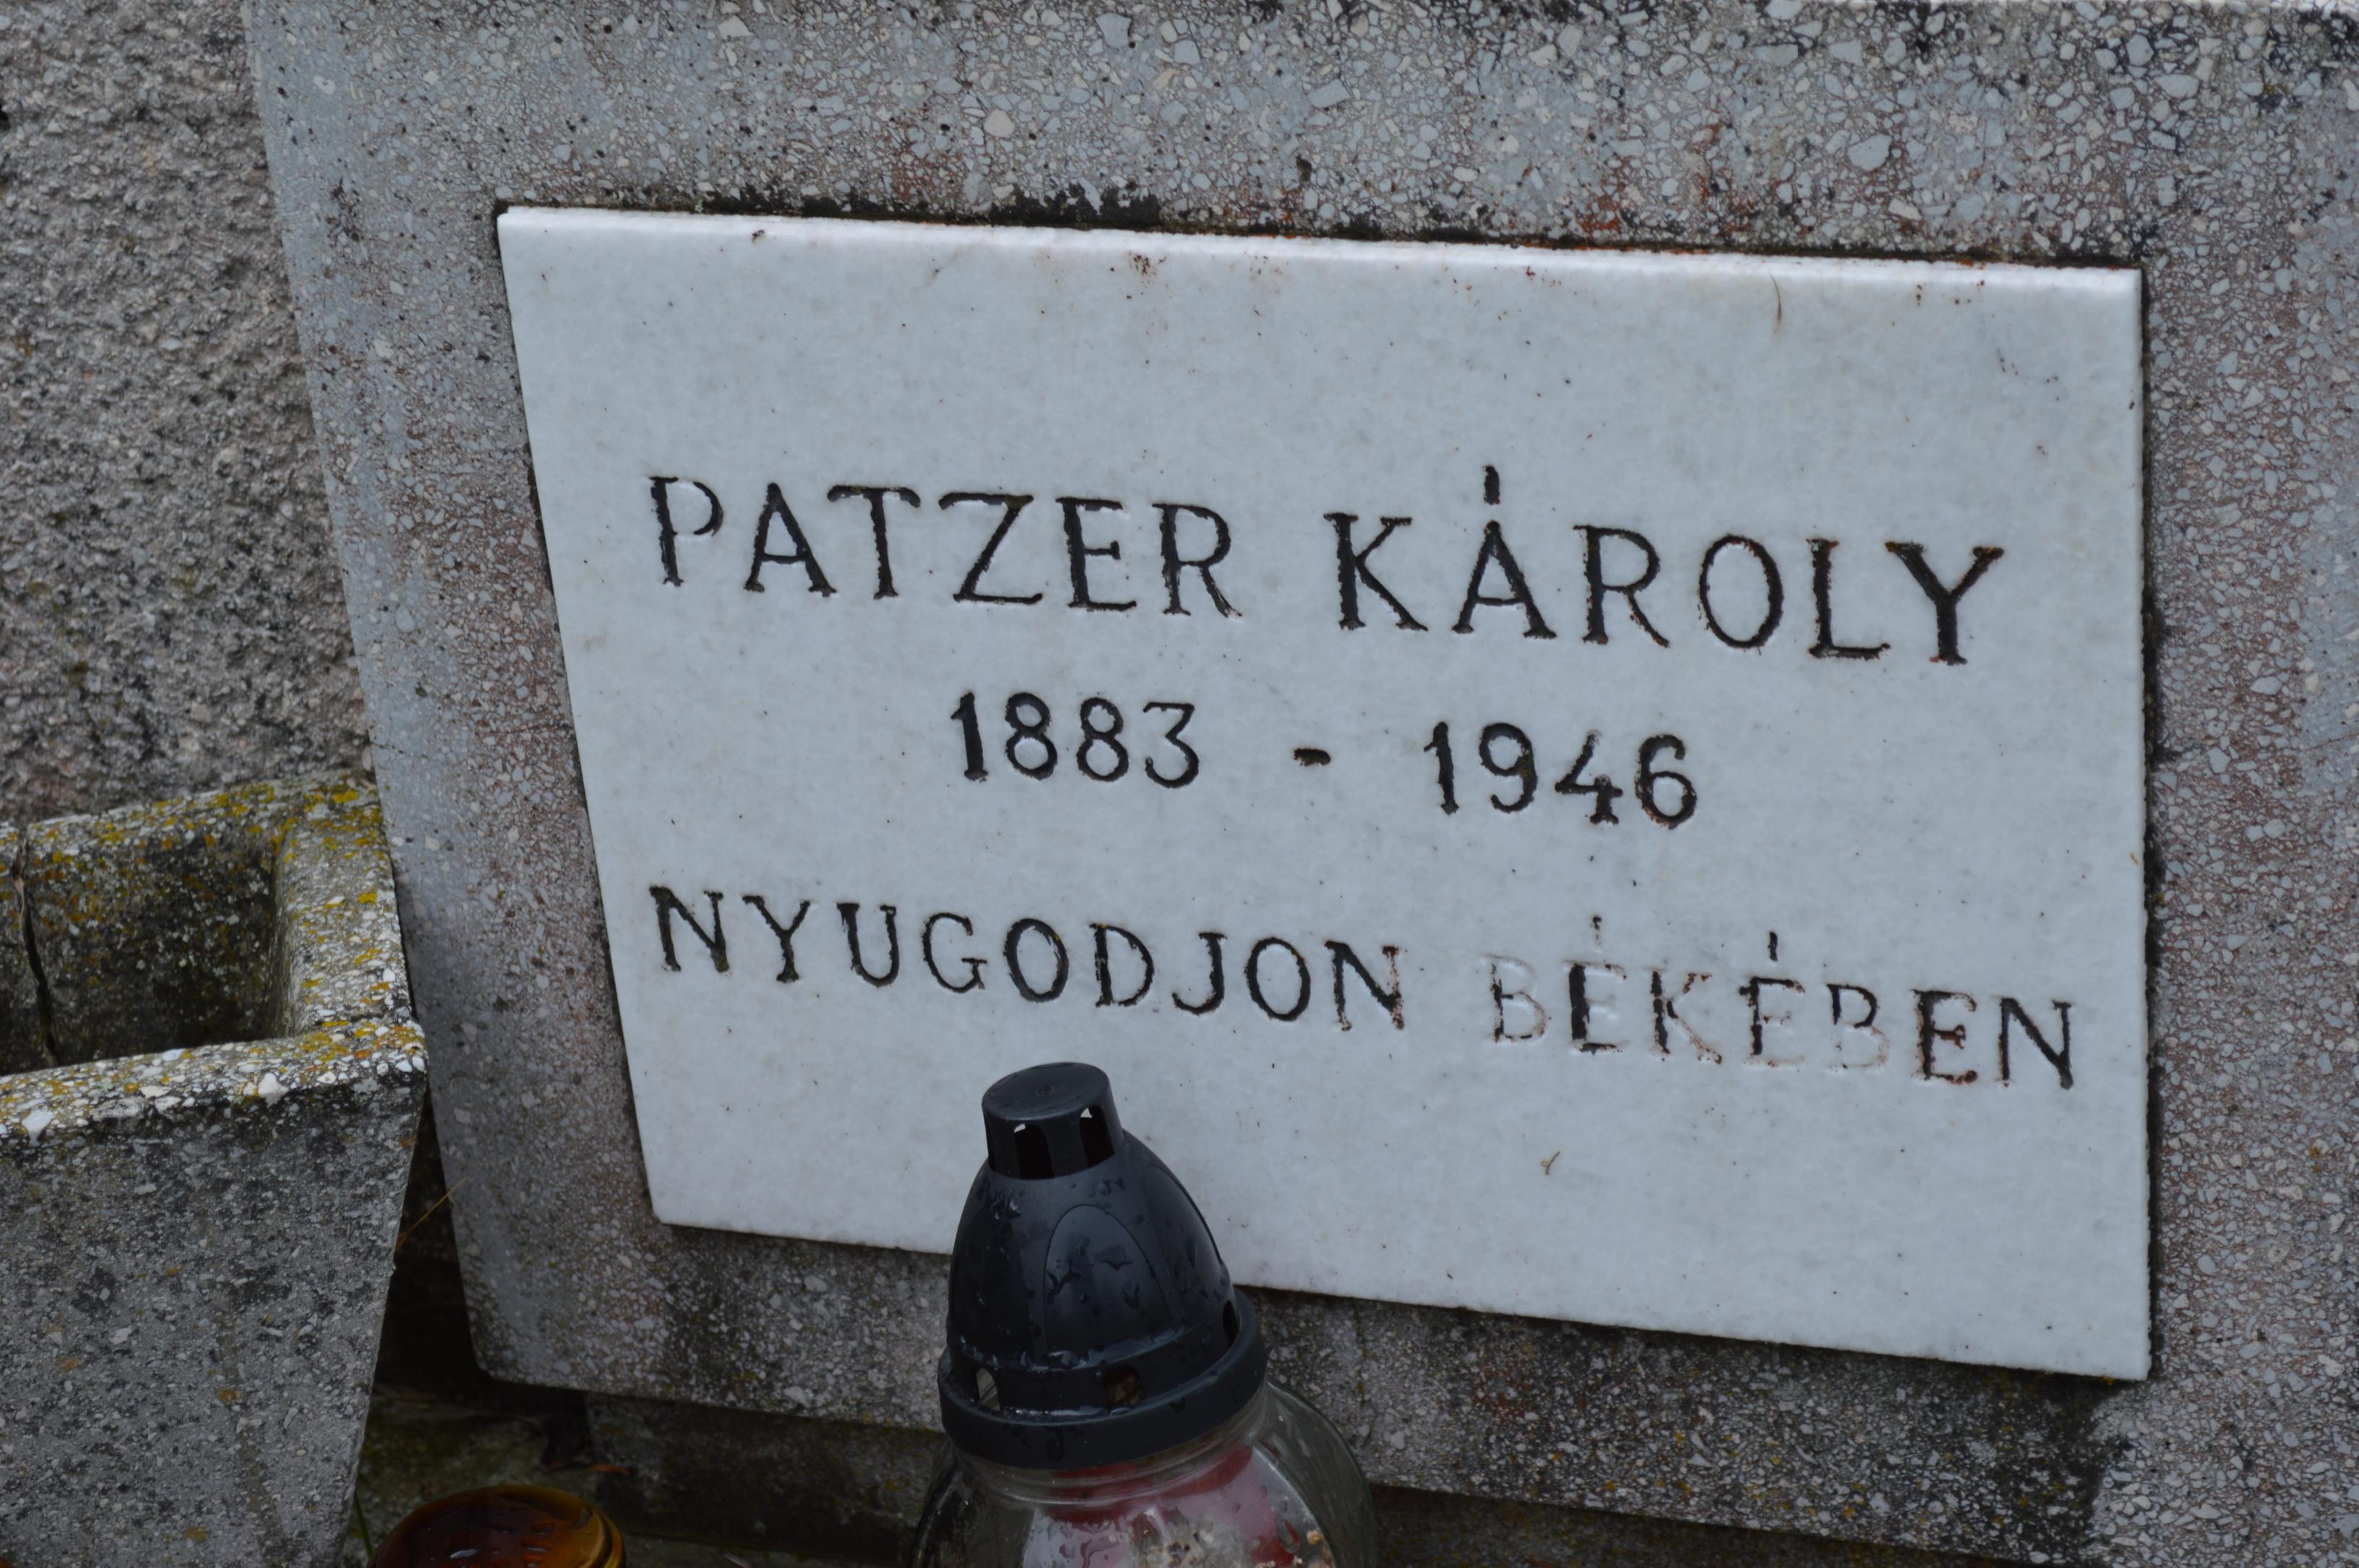 PATZER KÁROLY
1883 - 1946
NYUGODJON BÉKÉBEN